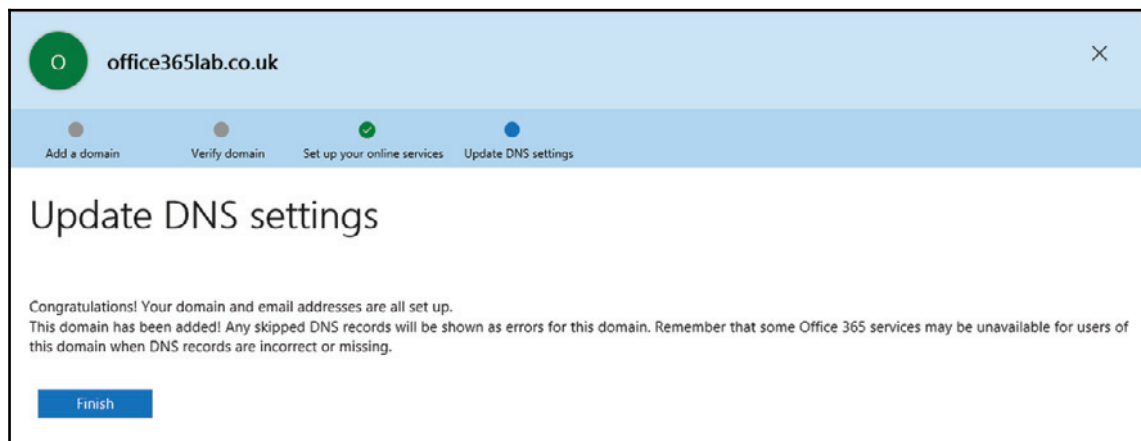 O
office365lab.co.uk
Add a domain
Verify domain
Set up your online services
Update DNS settings
Update DNS settings
Congratulations! Your domain and email addresses are all set up.
This domain has been added! Any skipped DNS records will be shown as errors for this domain. Remember that some Office 365 services may be unavailable for users of
this domain when DNS records are incorrect or missing.
Finish